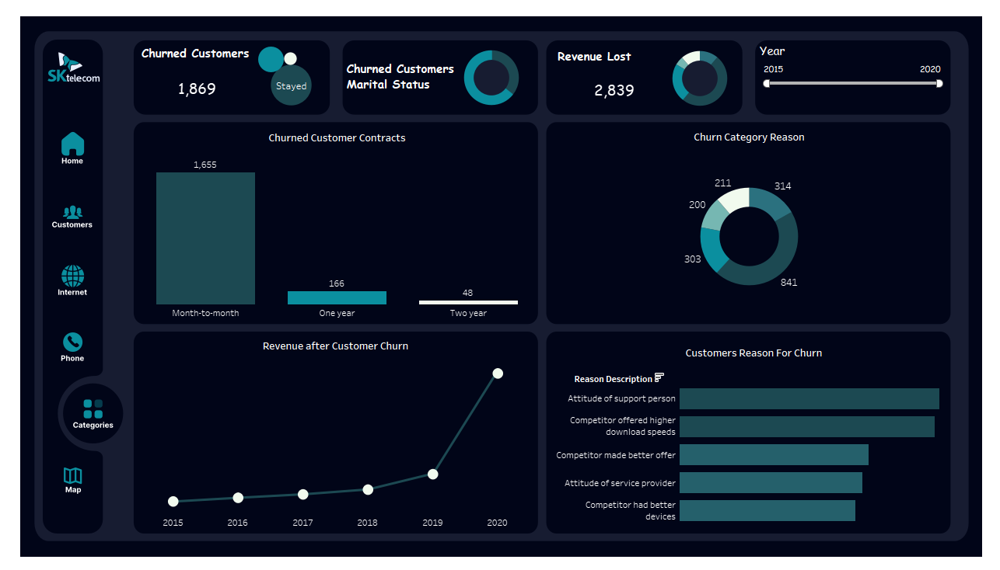 SKtelecom
Home
Customers
Internet
Phone
Categories
Map
Churned Customers
1,869
Stayed
Churned Customers
Marital Status
Revenue Lost
2,839
Year
2015
2020
Churned Customer Contracts
1,655
166
48
Month-to-month
One year
Two year
Churn Category Reason
211
314
200
303
841
Revenue after Customer Churn
2015
2016
2017
2018
2019
2020
Customers Reason For Churn
Reason Description
Attitude of support person
Competitor offered higher
download speeds
Competitor made better offer
Attitude of service provider
Competitor had better
devices